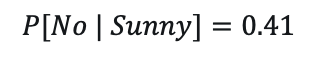 P[No | Sunny] = 0.41